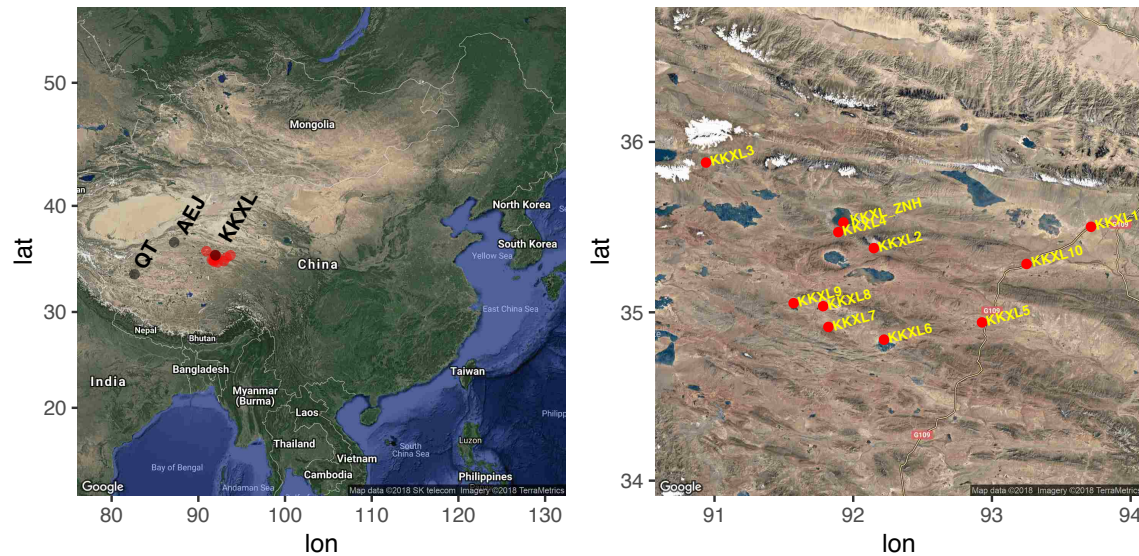 50
40
30
20
lat
80
90
100
110
120
130
lon
Mongolia
North Korea
South Korea
Yellow Sea
AEJ
KKXL
QT
China
East China Sea
Nepal
Bhutan
Bangladesh
India
Myanmar
(Burma)
Taiwan
Laos
Thailand
Vietnam
Cambodia
Bay of Bengal
Andaman Sea
South
China Sea
Luzon
Philippines
Google
Map data ©2018 SK telecom Imagery ©2018 TerraMetrics
36
35
34
lat
91
92
93
94
lon
KKXL3
KKXL_ZNH
KKXL4
KKXL2
KKXL1
G109
KKXL10
KKXL9
KKXL8
G109
KKXL5
KKXL7
KKXL6
G109
Google
Map data ©2018 Imagery ©2018 TerraMetrics